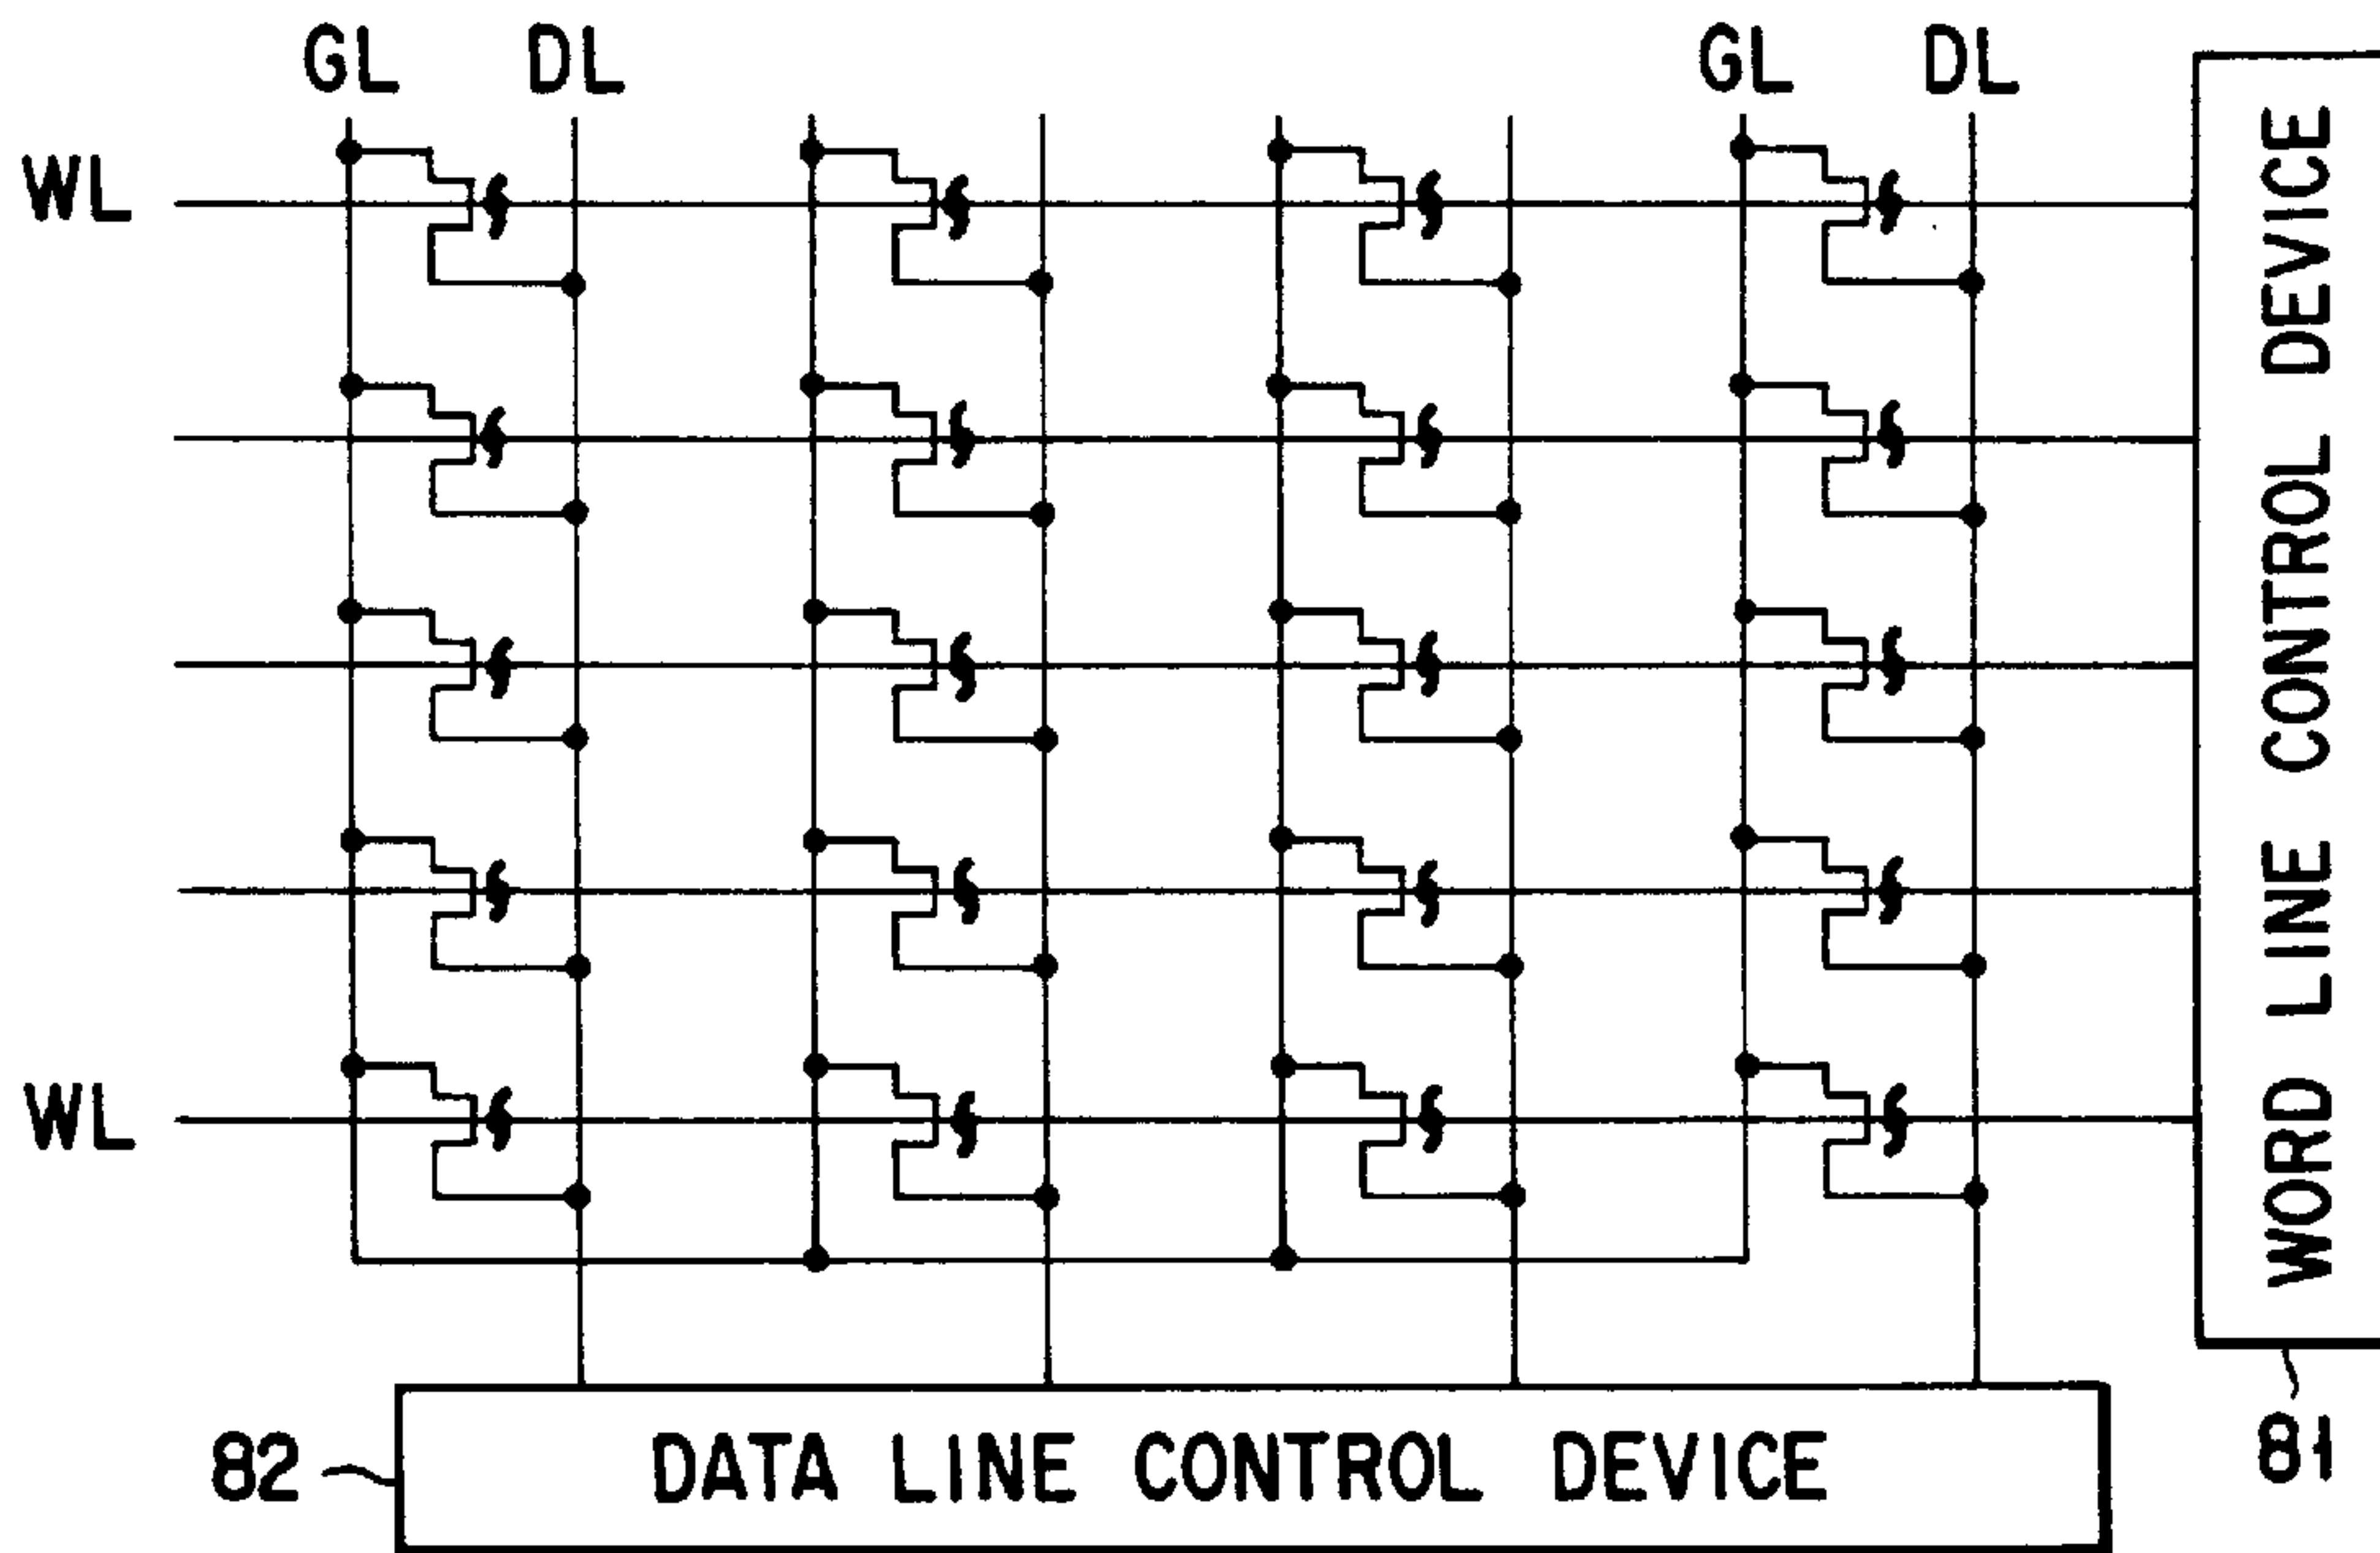 GL DL GL DL
WL
WL
WORD LINE CONTROL DEVICE
81
82
DATA LINE CONTROL DEVICE